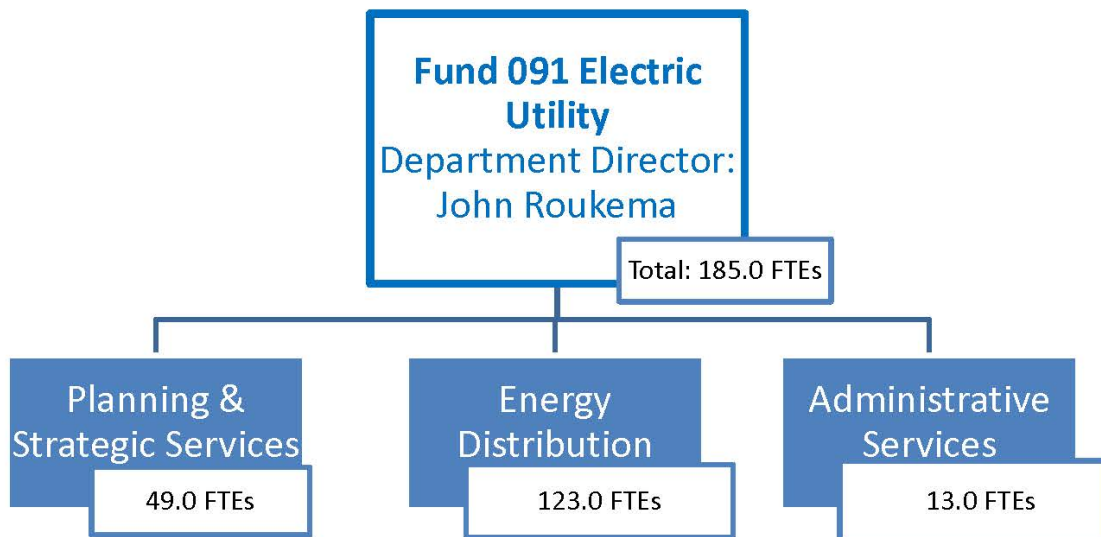 Fund 091 Electric
Utility
Department Director:
John Roukema
Total: 185.0 FTEs
Planning &
Strategic Services
49.0 FTEs
Energy
Distribution
123.0 FTEs
Administrative
Services
13.0 FTEs